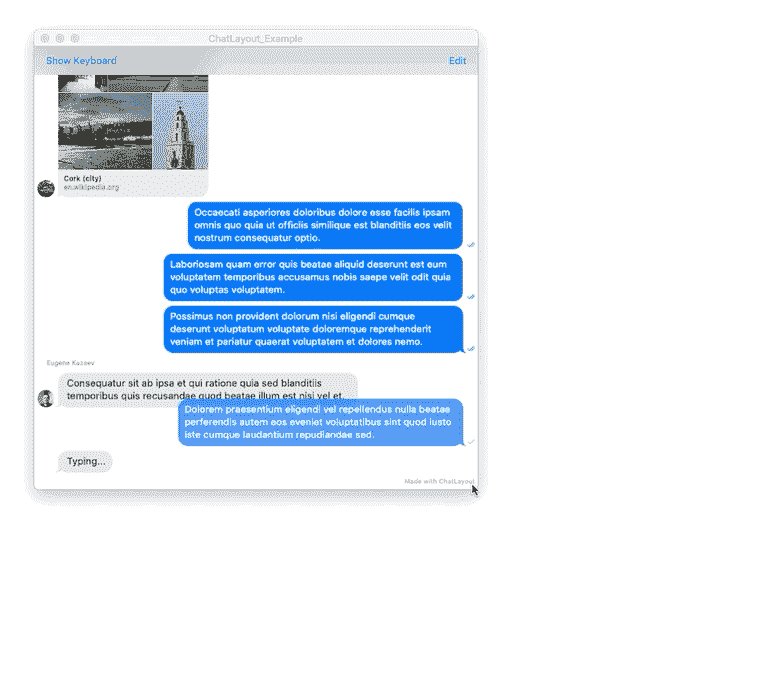 ChatLayout_Example
Show Keyboard
Edit
Cork (city)
en.wikipedia.org
Occaecati asperiores doloribus dolore esse facilis ipsam
omnis quo quia ut officiis similique est blanditiis eos velit
nostrum consequatur optio.
Laboriosam quam error quis beatae aliquid deserunt est eum
voluptatem temporibus accusamus nobis saepe velit odit quia
quo voluptas voluptatem.
Possimus non provident dolorum nisi eligendi cumque
deserunt voluptatum voluptate doloremque reprehenderit
veniam et pariatur quaerat voluptatem et dolores nemo.
Eugene Kazaev
Consequatur sit ab ipsa et qui ratione quia sed blanditiis
temporibus quis recusandae quod beatae illum est nisi vel et.
Dolorem praesentium eligendi vel repellendus nulla beatae
perferendis autem eos eveniet voluptatibus sint quod iusto
iste cumque laudantium repudiandae sed.
Typing...
Made with ChatLayout